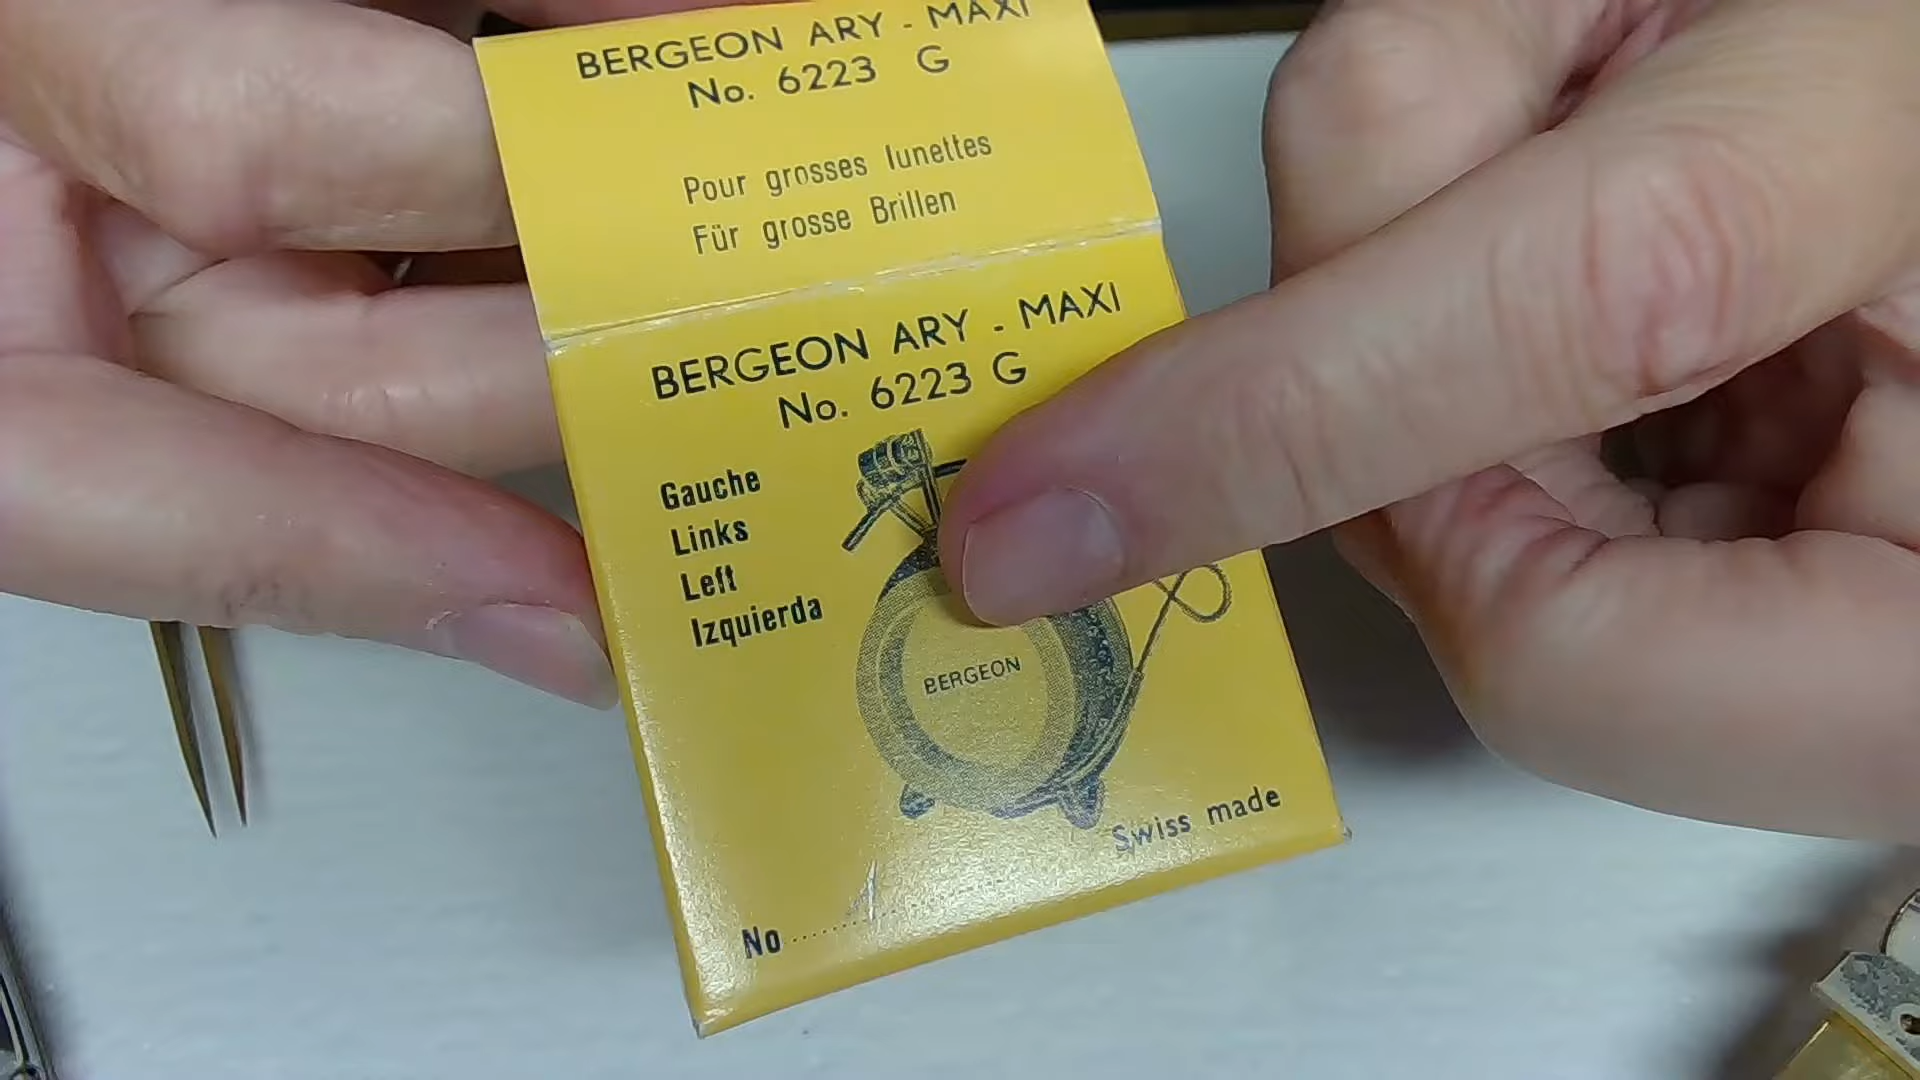 BERGEON ARY - MAXI
No. 6223 G
Pour grosses lunettes
Für grosse Brillen
BERGEON ARY - MAXI
No. 6223 G
Gauche
Links
Left
Izquierda
BERGEON
Swiss made
No